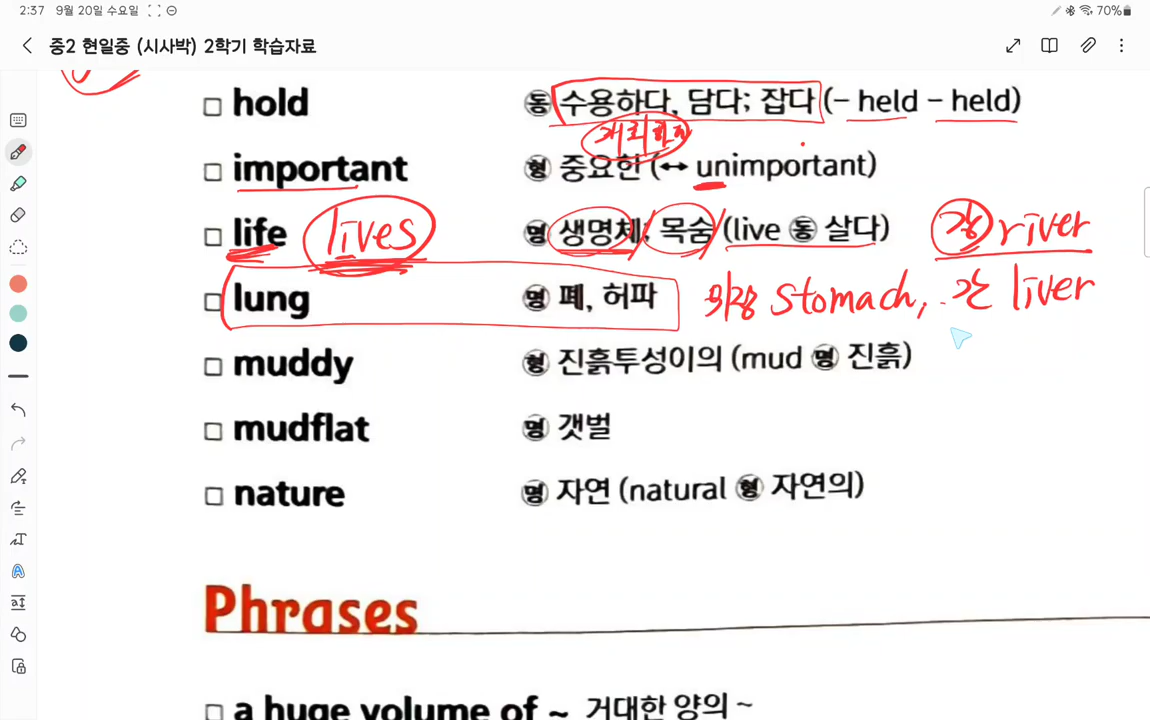 2:37 9월 20일 수요일 70%
중2 현일중 (시사박) 2학기 학습자료
□ hold 동 수용하다, 담다; 잡다 (– held – held)
개최하다
□ important 형 중요한 (↔ unimportant)
□ life lives 명 생명체; 목숨 (live 동 살다) 강 river
□ lung 명 폐, 허파 위장 stomach, 간 liver
□ muddy 형 진흙투성이의 (mud 명 진흙)
□ mudflat 명 갯벌
□ nature 명 자연 (natural 형 자연의)
Phrases
□ a huge volume of ~ 거대한 양의 ~